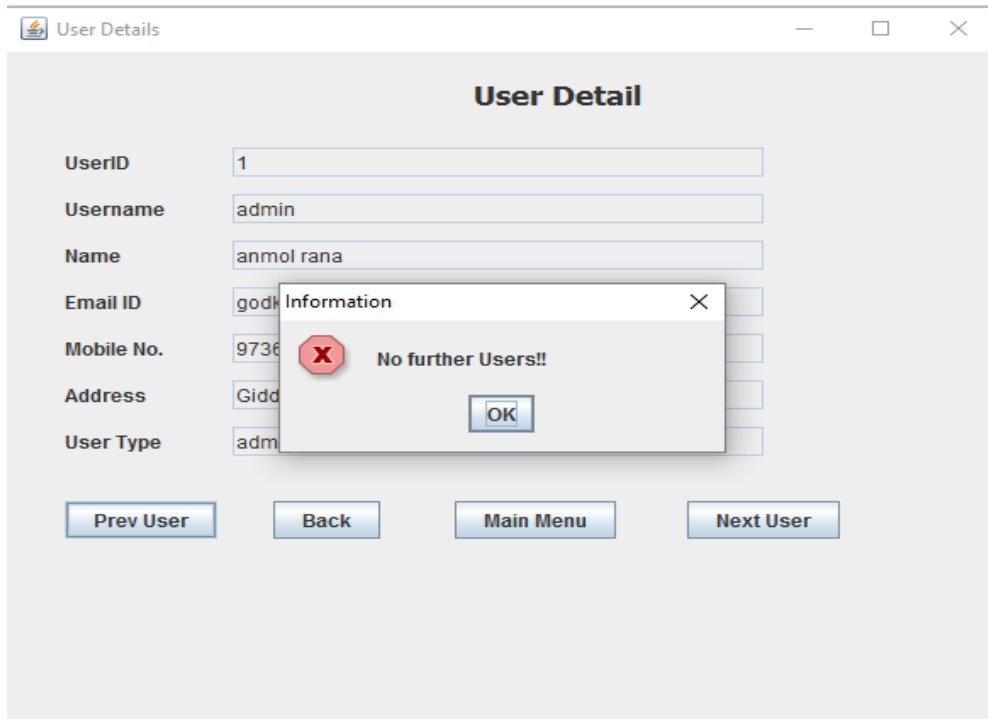 User Details
User Detail
UserID 1
Username admin
Name anmol rana
Email ID
Information
Mobile No. 9736
No further Users!!
Address
OK
User Type
Prev User Back Main Menu Next User